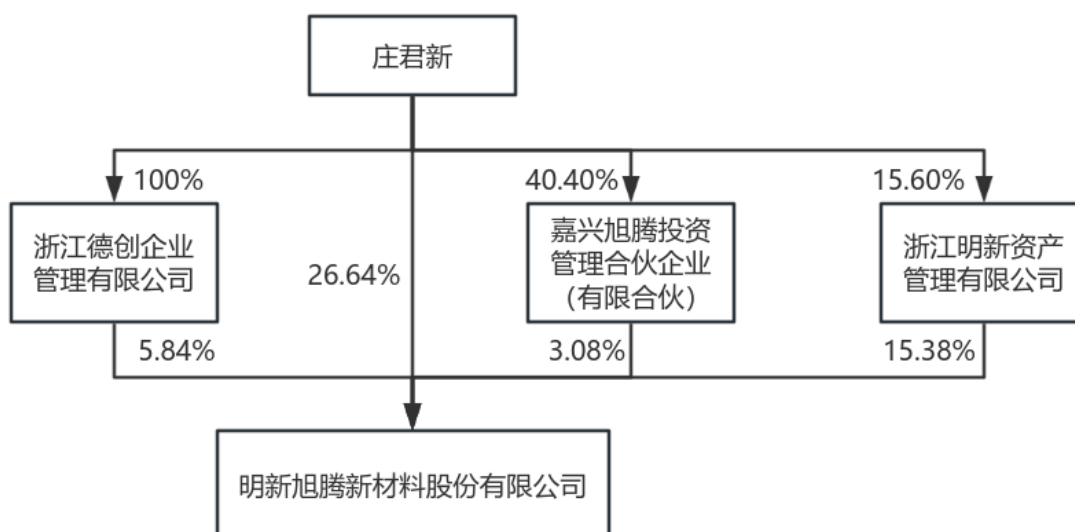 庄君新
100%
40.40%
15.60%
浙江德创企业
管理有限公司
26.64%
嘉兴旭腾投资
管理合伙企业
（有限合伙）
浙江明新资产
管理有限公司
5.84%
3.08%
15.38%
明新旭腾新材料股份有限公司